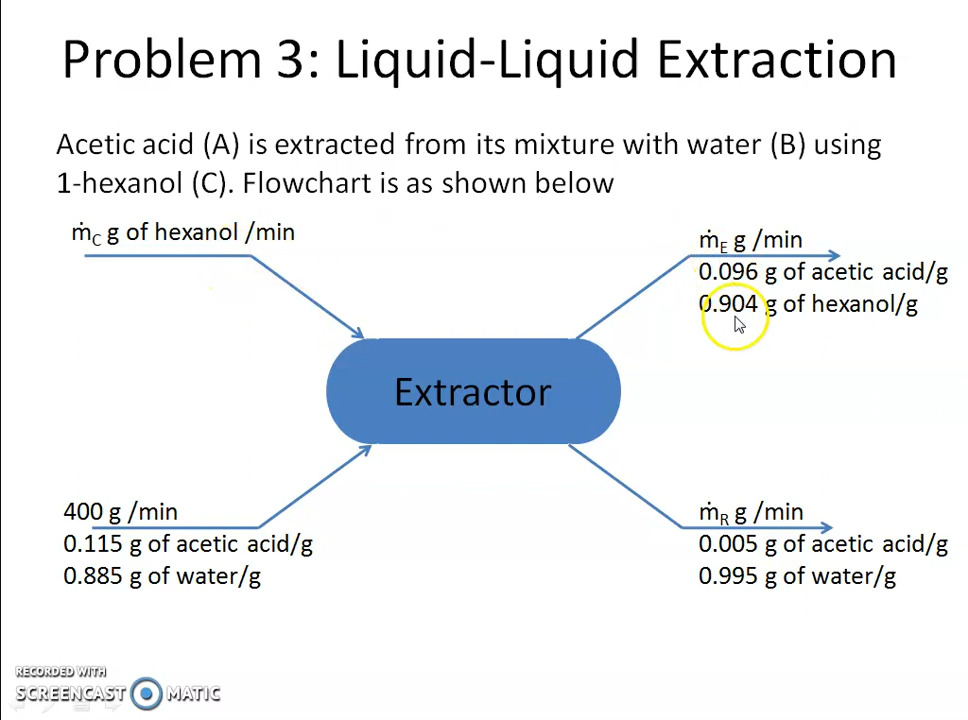 Problem 3: Liquid-Liquid Extraction
Acetic acid (A) is extracted from its mixture with water (B) using
1-hexanol (C). Flowchart is as shown below
ṁC g of hexanol /min
ṁE g /min
0.096 g of acetic acid/g
0.904 g of hexanol/g
Extractor
400 g /min
0.115 g of acetic acid/g
0.885 g of water/g
ṁR g /min
0.005 g of acetic acid/g
0.995 g of water/g
RECORDED WITH
SCREENCAST MATIC